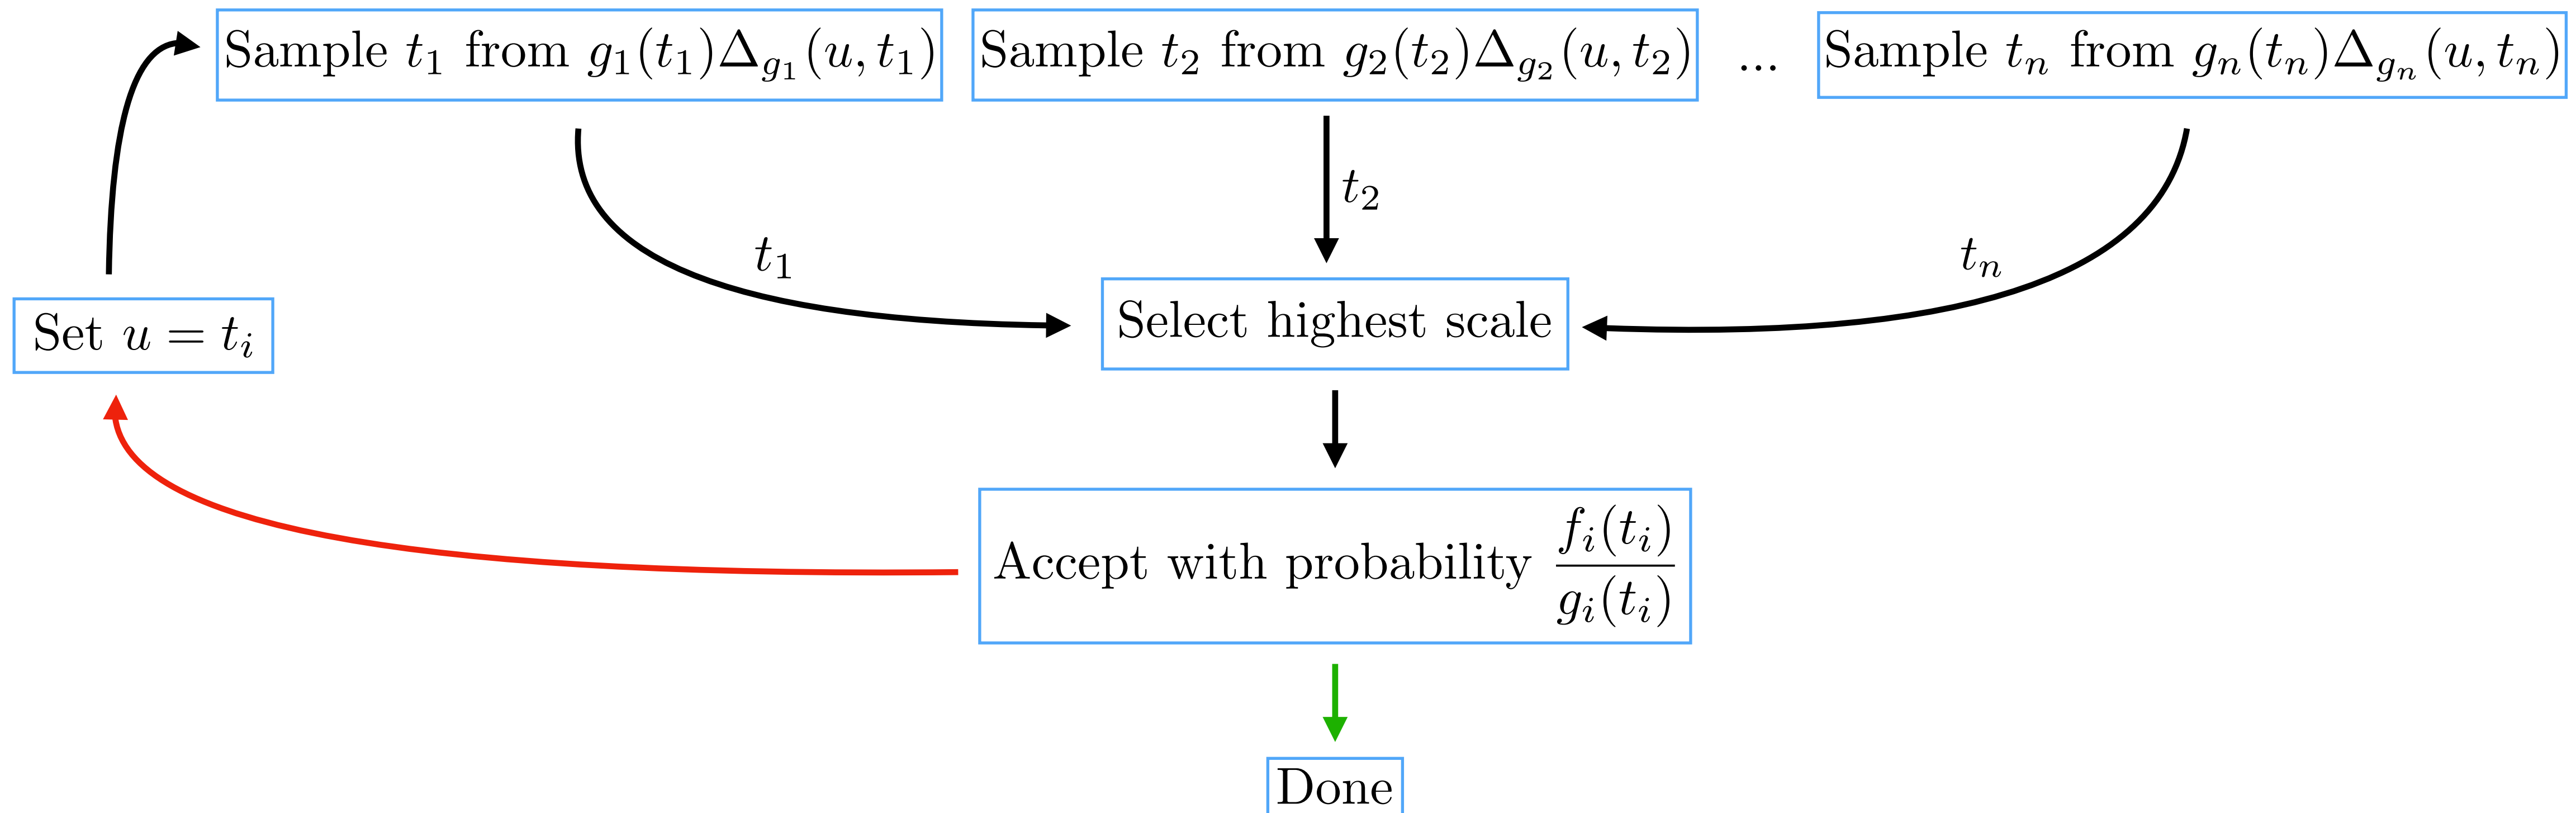 Sample t₁ from g₁(t₁)Δ_{g₁}(u, t₁)
Sample t₂ from g₂(t₂)Δ_{g₂}(u, t₂)
...
Sample tₙ from gₙ(tₙ)Δ_{gₙ}(u, tₙ)
t₂
t₁
tₙ
Select highest scale
Set u = tᵢ
Accept with probability fᵢ(tᵢ)/gᵢ(tᵢ)
Done